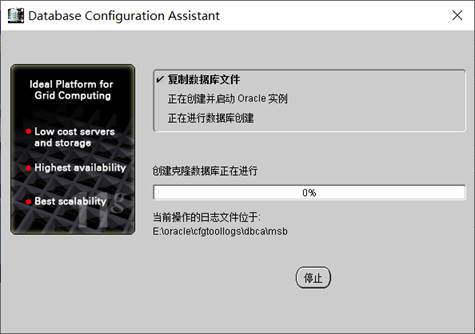 Database Configuration Assistant
Ideal Platform for
Grid Computing
Low cost servers
and storage
Highest availability
Best scalability
11g
复制数据库文件
正在创建并启动 Oracle 实例
正在进行数据库创建
创建克隆数据库正在进行
0%
当前操作的日志文件位于:
E:\oracle\cfgtoollogs\dbca\msb
停止